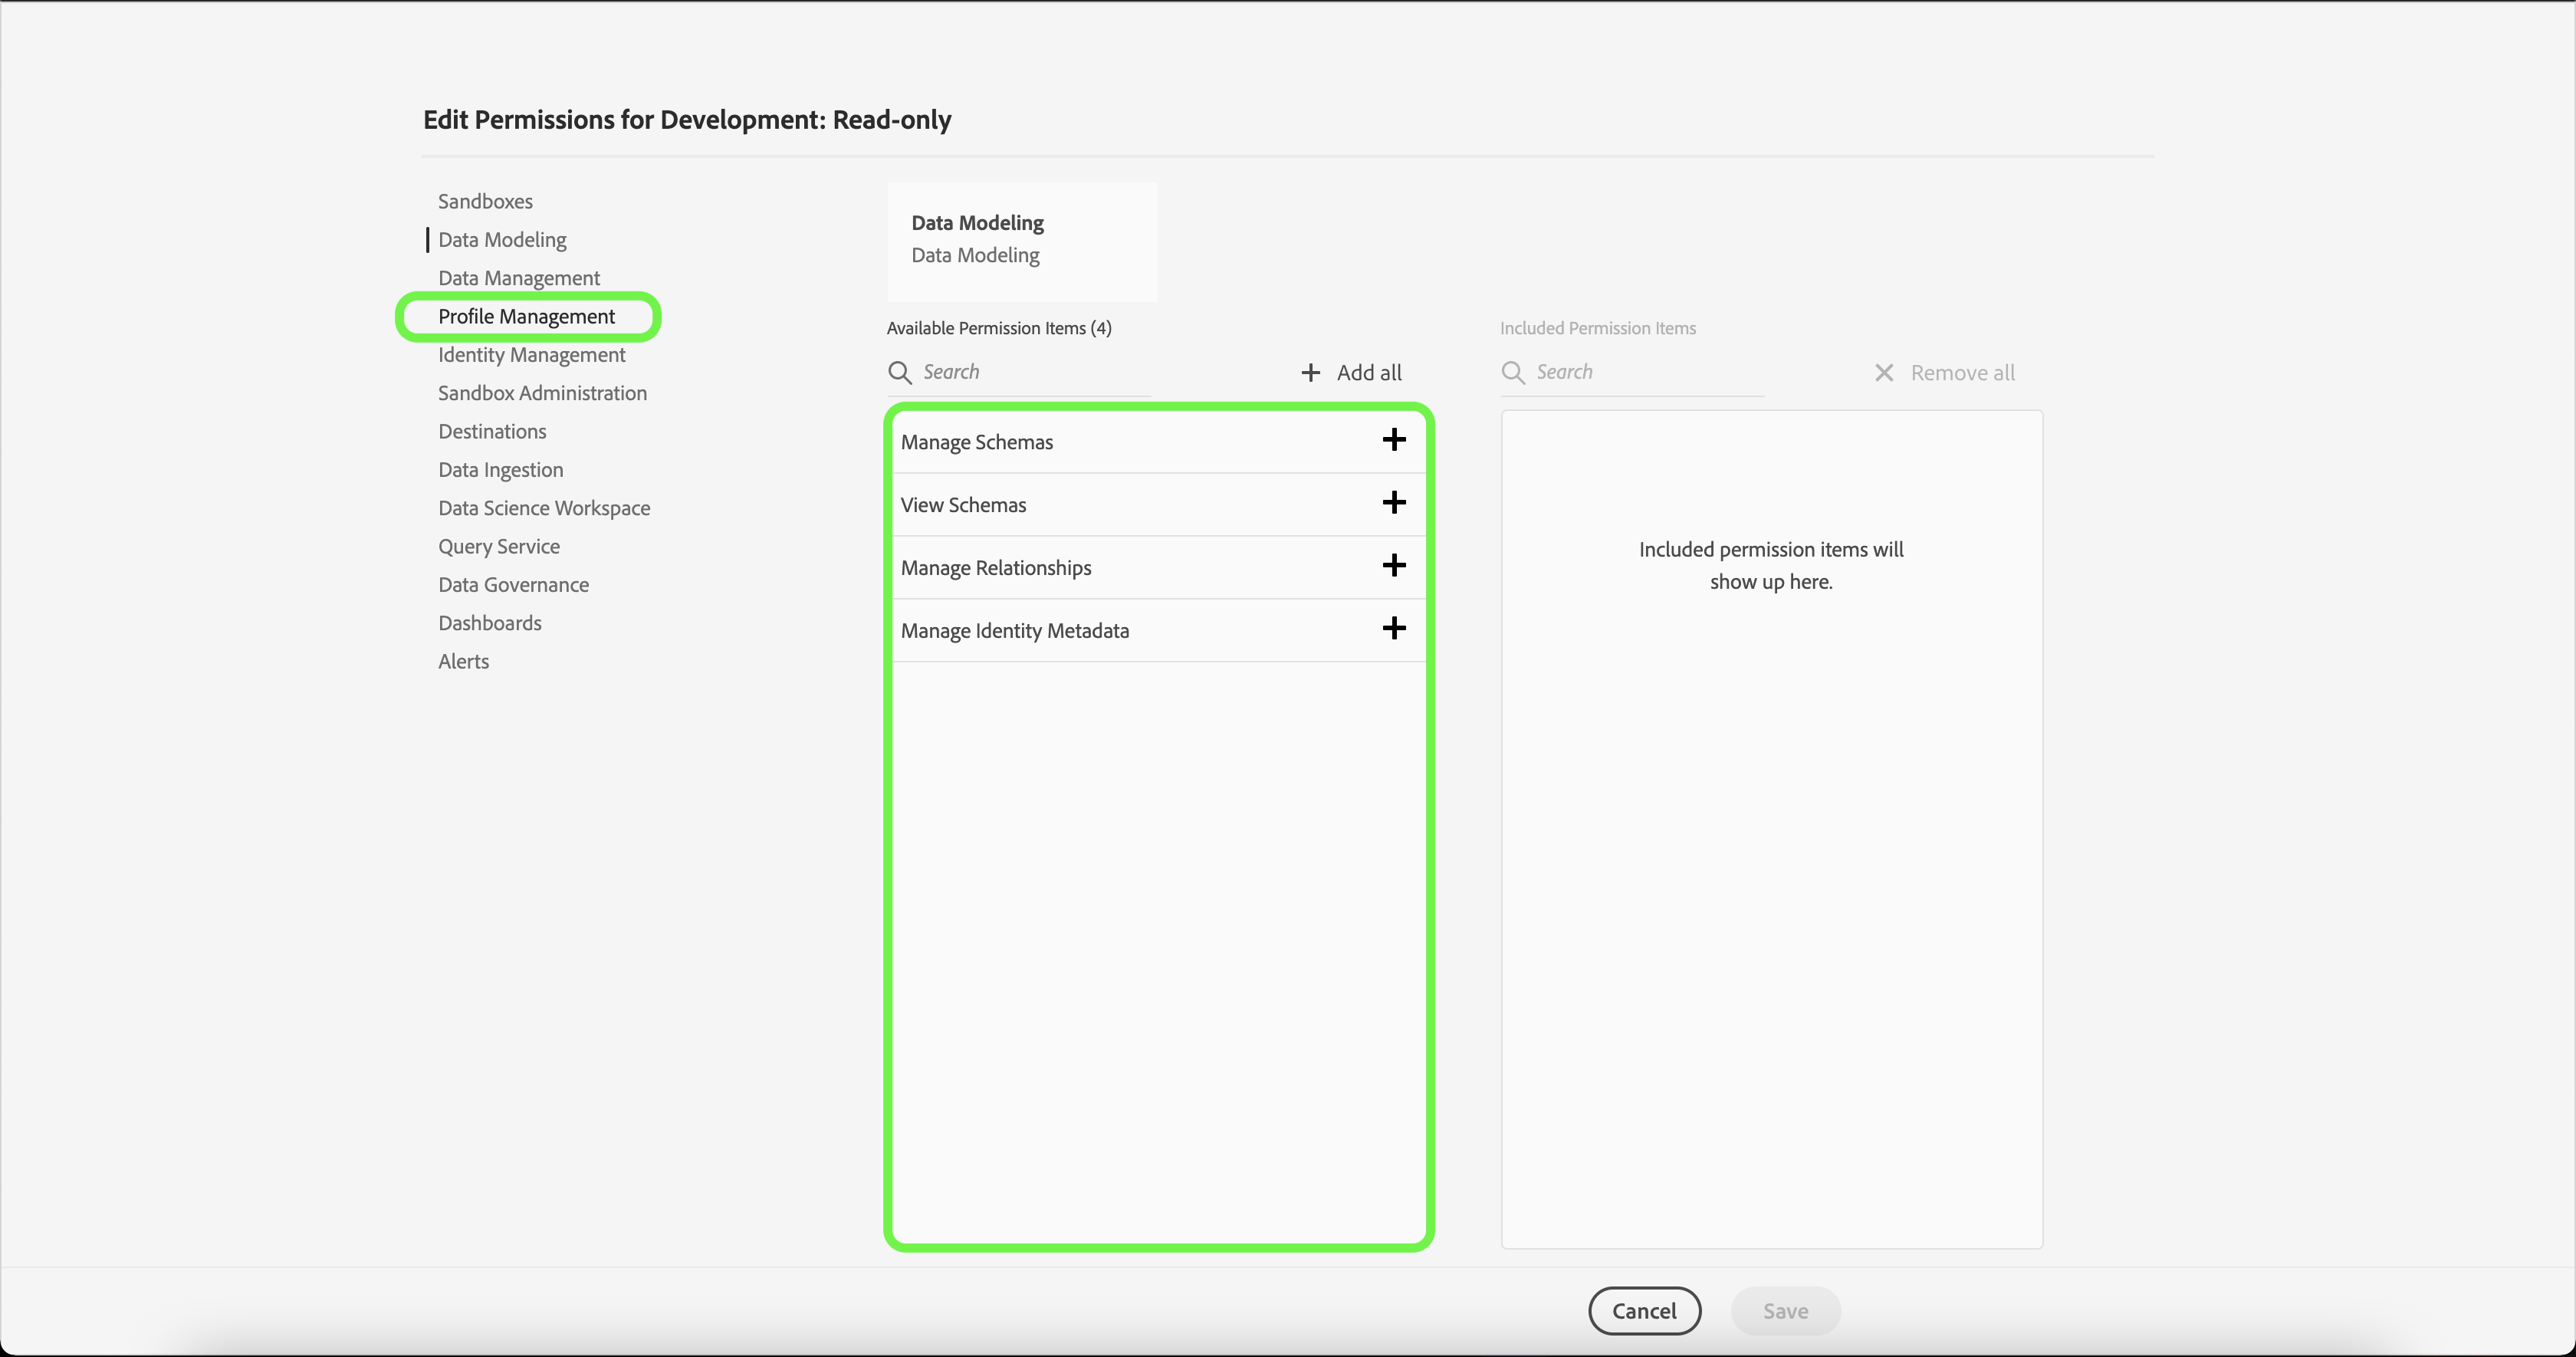 Edit Permissions for Development: Read-only
Sandboxes
Data Modeling
Data Management
Profile Management
Identity Management
Sandbox Administration
Destinations
Data Ingestion
Data Science Workspace
Query Service
Data Governance
Dashboards
Alerts
Data Modeling
Data Modeling
Available Permission Items (4)
Search
Add all
Manage Schemas
View Schemas
Manage Relationships
Manage Identity Metadata
Included Permission Items
Search
Remove all
Included permission items will
show up here.
Cancel
Save